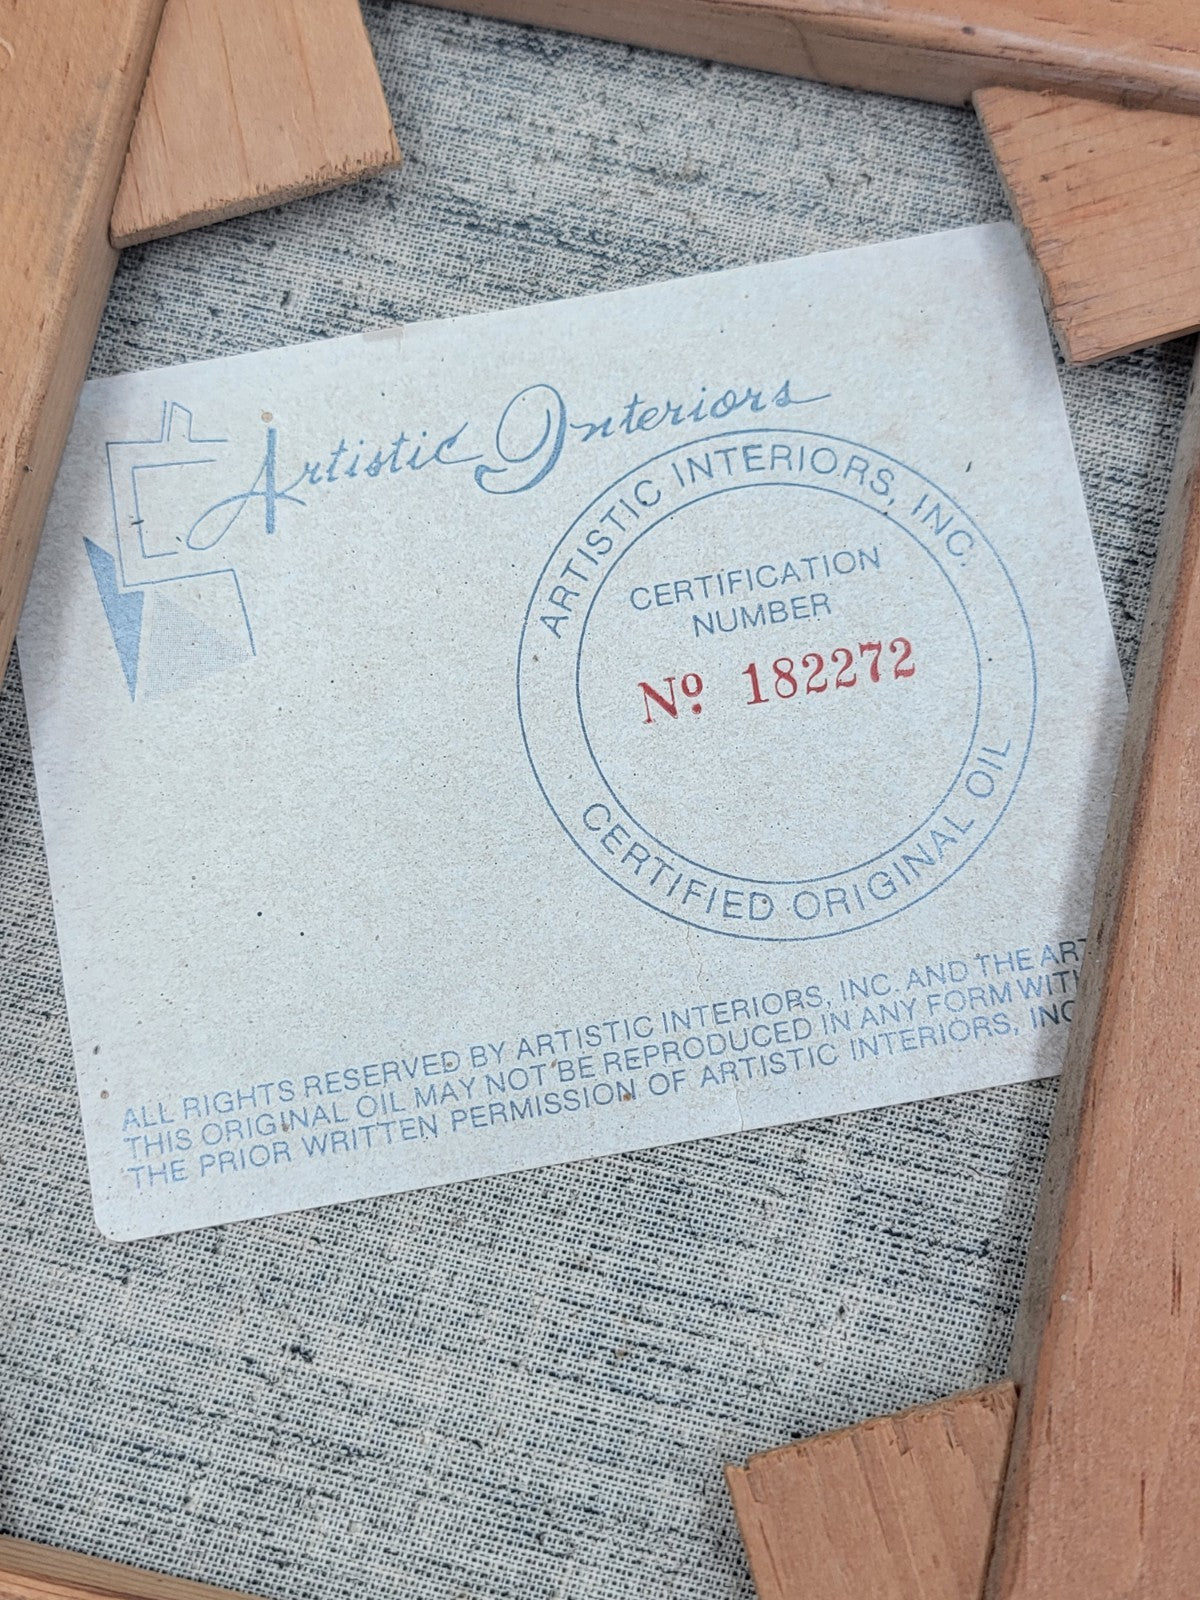 Artistic Interiors
ARTISTIC INTERIORS, INC.
CERTIFICATION
NUMBER
Nº 182272
CERTIFIED ORIGINAL OIL
ALL RIGHTS RESERVED BY ARTISTIC INTERIORS, INC. AND THE
THIS ORIGINAL OIL MAY NOT BE REPRODUCED IN ANY FORM
THE PRIOR WRITTEN PERMISSION OF ARTISTIC INTERIORS, INC